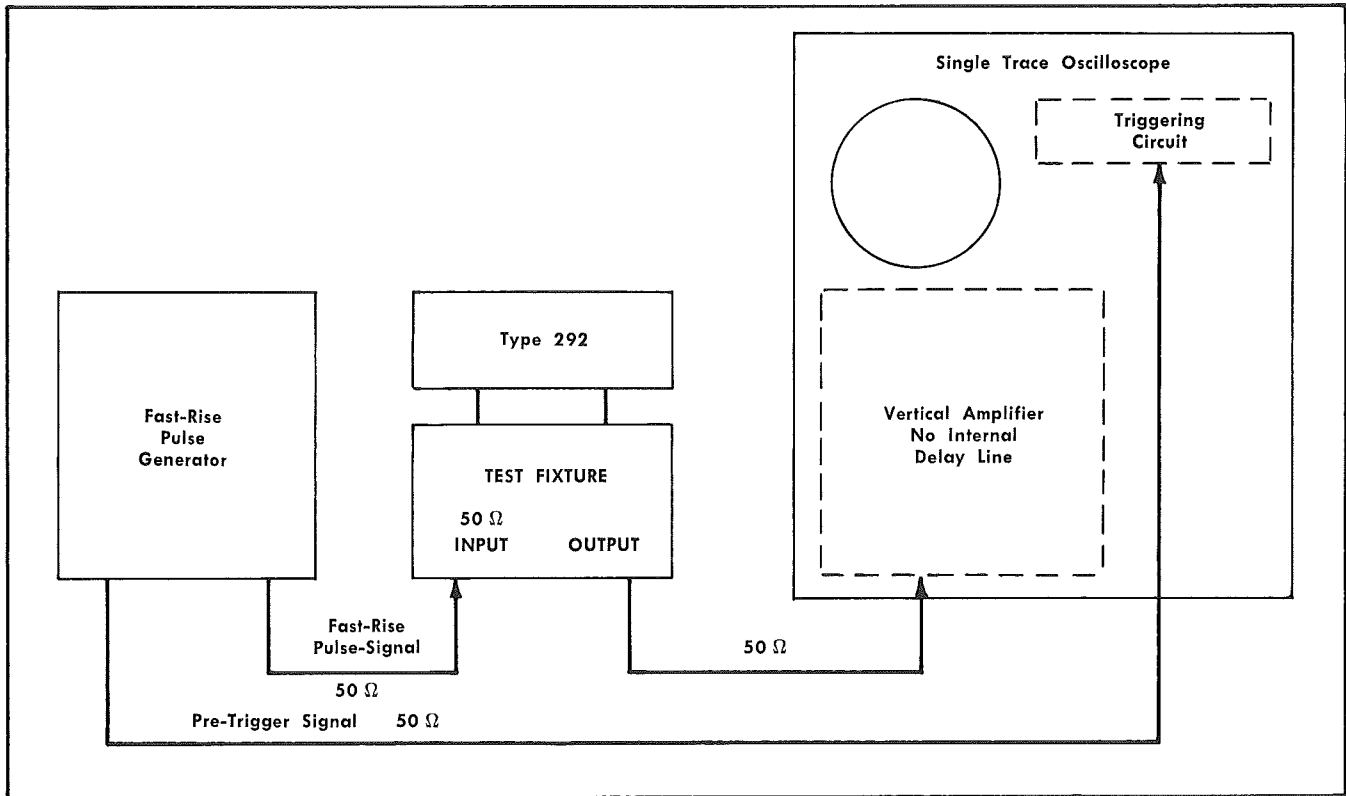 Single Trace Oscilloscope
Triggering
Circuit
Type 292
Fast-Rise
Pulse
Generator
Vertical Amplifier
No Internal
Delay Line
TEST FIXTURE
50 Ω
INPUT OUTPUT
Fast-Rise
Pulse-Signal
50 Ω
50 Ω
Pre-Trigger Signal 50 Ω